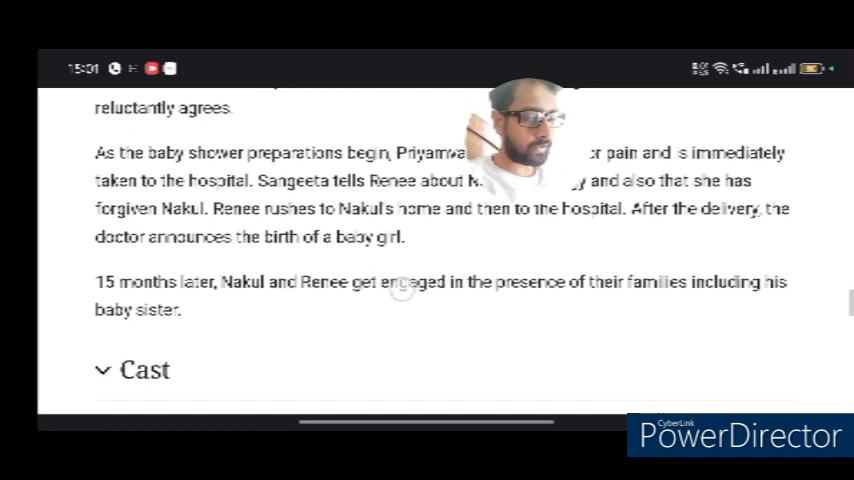 15:01
reluctantly agrees.
As the baby shower preparations begin, Priyamva or pain and is immediately
taken to the hospital. Sangeeta tells Renee about N gy and also that she has
forgiven Nakul. Renee rushes to Nakul's home and then to the hospital. After the delivery, the
doctor announces the birth of a baby girl.
15 months later, Nakul and Renee get engaged in the presence of their families including his
baby sister.
Cast
CyberLink
PowerDirector